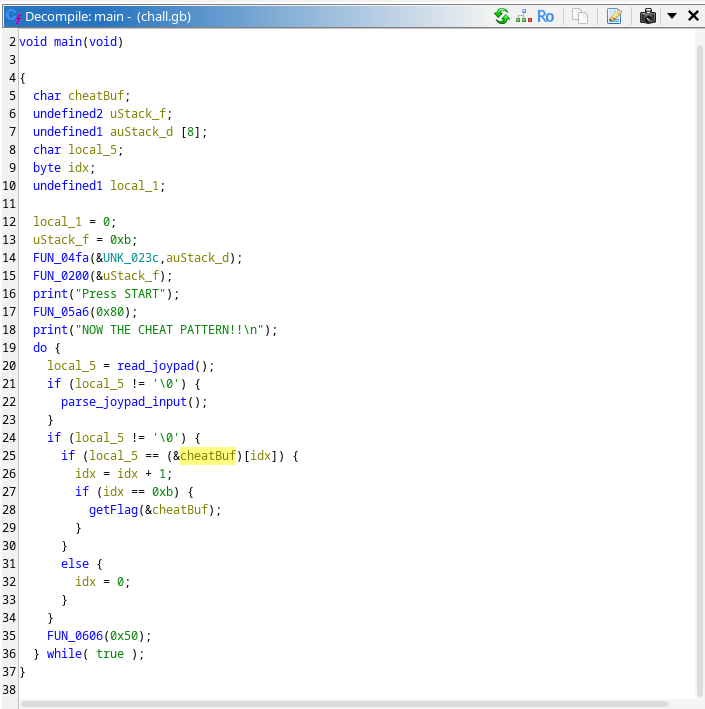 Decompile: main - (chall.gb)
Ro
2 void main(void)
3
4 {
5 char cheatBuf;
6 undefined2 uStack_f;
7 undefined1 auStack_d [8];
8 char local_5;
9 byte idx;
10 undefined1 local_1;
11
12 local_1 = 0;
13 uStack_f = 0xb;
14 FUN_04fa(&UNK_023c,auStack_d);
15 FUN_0200(&uStack_f);
16 print("Press START");
17 FUN_05a6(0x80);
18 print("NOW THE CHEAT PATTERN!!\n");
19 do {
20 local_5 = read_joypad();
21 if (local_5 != '\0') {
22 parse_joypad_input();
23 }
24 if (local_5 != '\0') {
25 if (local_5 == (&cheatBuf)[idx]) {
26 idx = idx + 1;
27 if (idx == 0xb) {
28 getFlag(&cheatBuf);
29 }
30 }
31 else {
32 idx = 0;
33 }
34 }
35 FUN_0606(0x50);
36 } while( true );
37 }
38